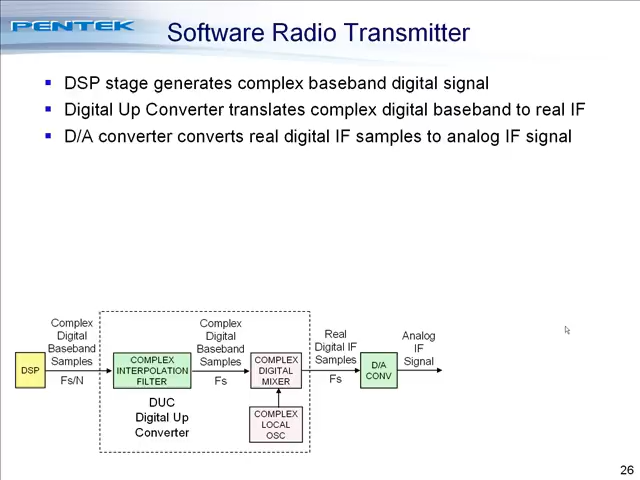 PENTEK
Software Radio Transmitter
DSP stage generates complex baseband digital signal
Digital Up Converter translates complex digital baseband to real IF
D/A converter converts real digital IF samples to analog IF signal
Complex
Digital
Baseband
Samples
Fs/N
DSP
COMPLEX
INTERPOLATION
FILTER
DUC
Digital Up
Converter
Complex
Digital
Baseband
Samples
Fs
COMPLEX
DIGITAL
MIXER
COMPLEX
LOCAL
OSC
Real
Digital IF
Samples
Fs
D/A
CONV
Analog
IF
Signal
26